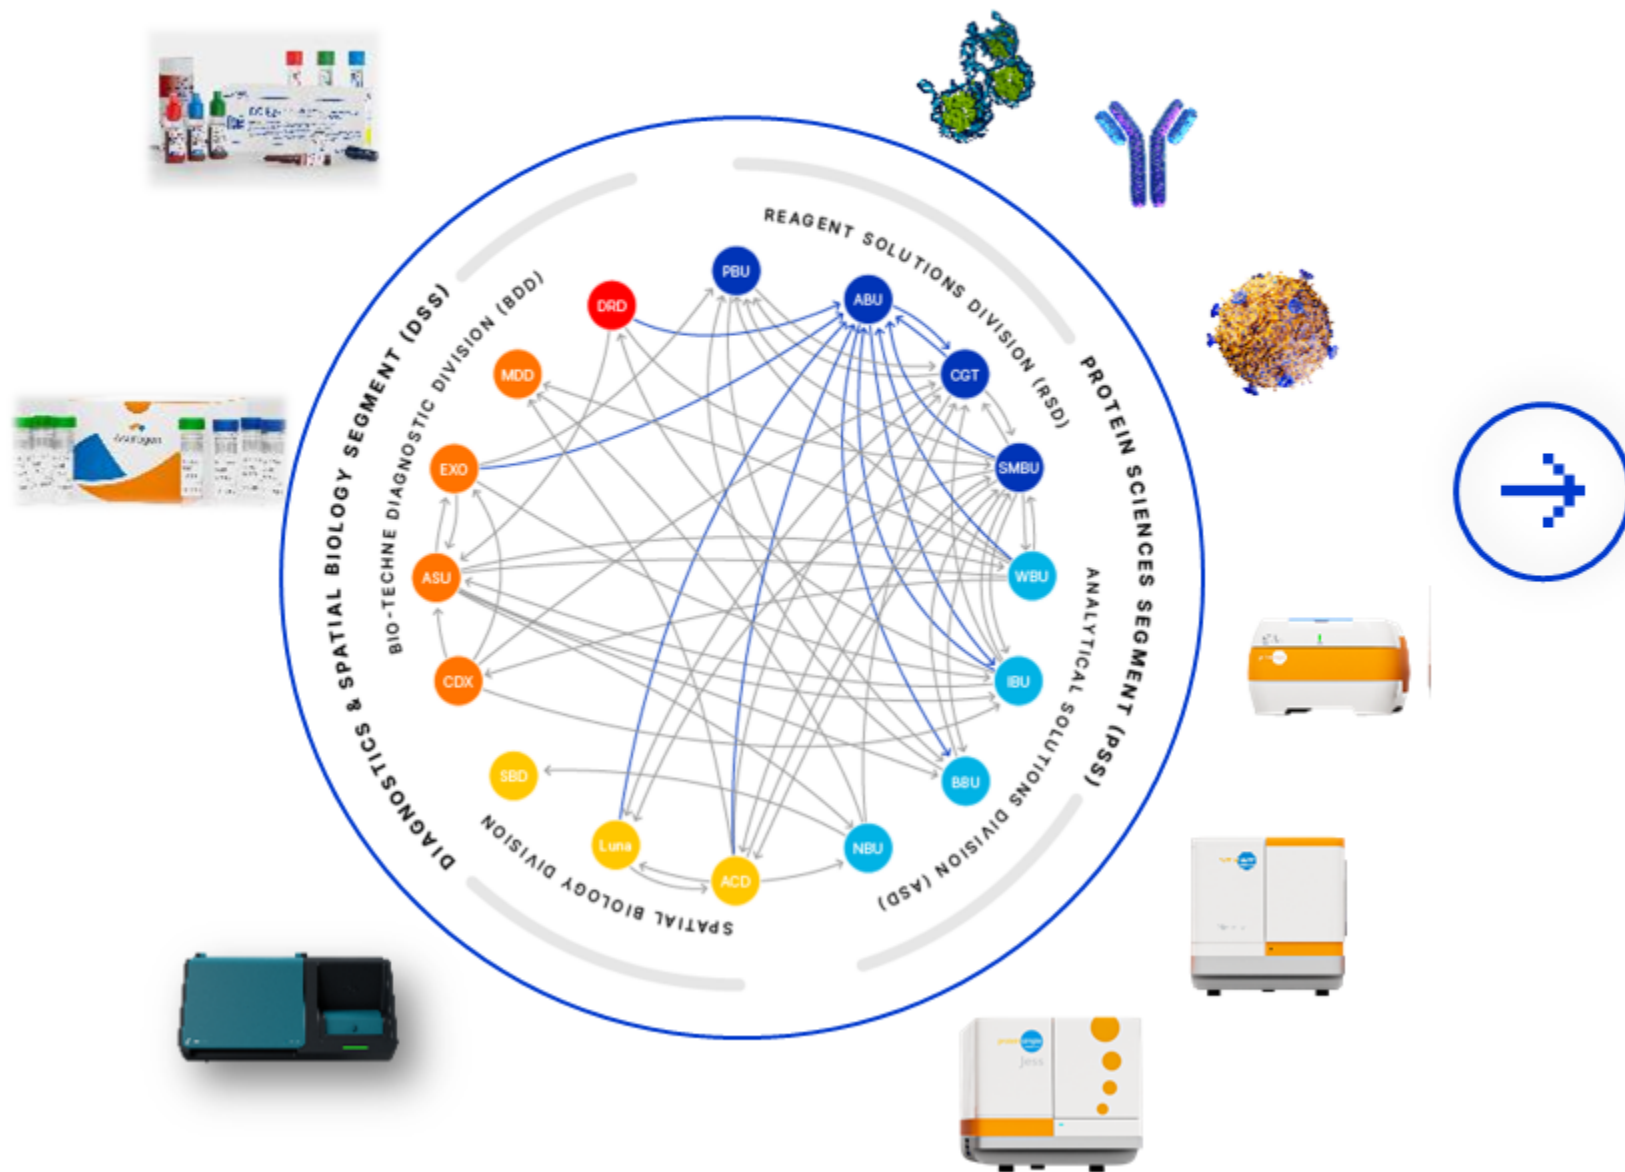 REAGENT SOLUTIONS DIVISION (RSD)
PROTEIN SCIENCES SEGMENT (PSS)
ANALYTICAL SOLUTIONS DIVISION (ASD)
SPATIAL BIOLOGY DIVISION
BIO-TECHNE DIAGNOSTIC DIVISION (BDD)
DIAGNOSTICS & SPATIAL BIOLOGY SEGMENT (DSS)
PBU
ABU
CGT
SMBU
WBU
IBU
BBU
NBU
ACD
Luna
SBD
CDX
ASU
EXO
MDD
DRD
Jess